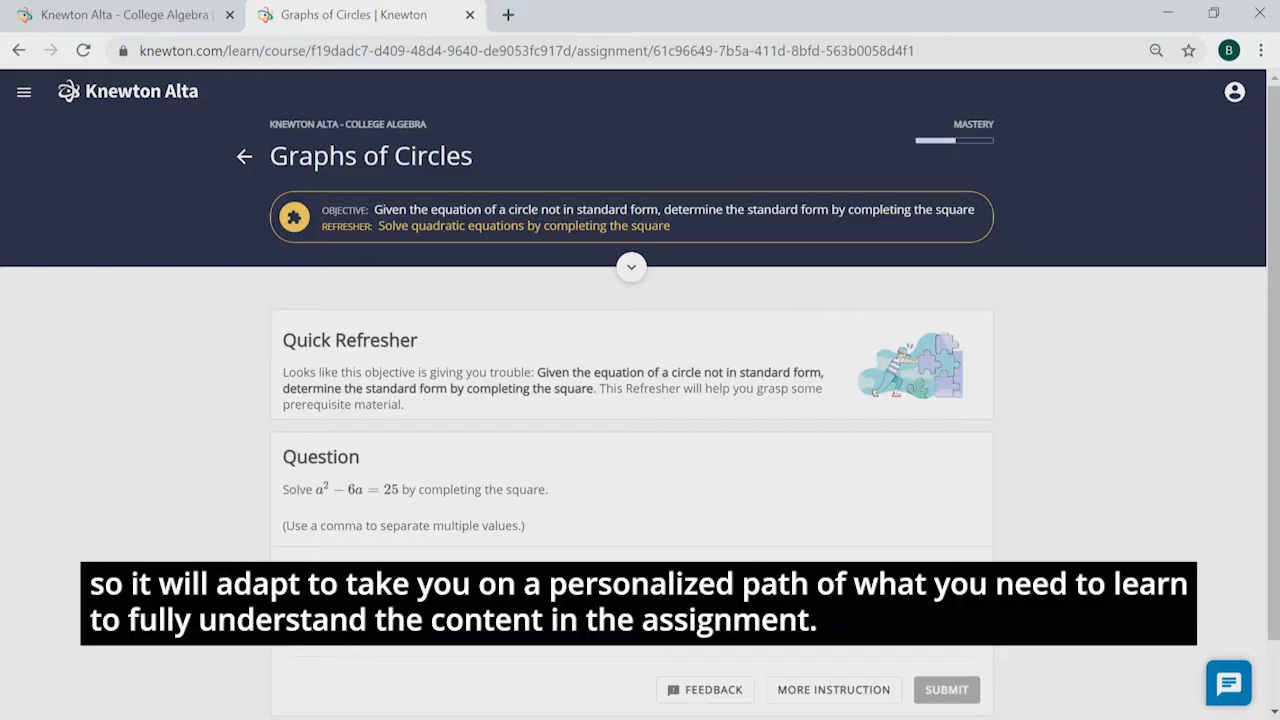 Knewton Alta - College Algebra |
Graphs of Circles | Knewton
knewton.com/learn/course/f19dadc7-d409-48d4-9640-de9053fc917d/assignment/61c96649-7b5a-411d-8bfd-563b0058d4f1
B
Knewton Alta
KNEWTON ALTA - COLLEGE ALGEBRA
MASTERY
Graphs of Circles
OBJECTIVE: Given the equation of a circle not in standard form, determine the standard form by completing the square
REFRESHER: Solve quadratic equations by completing the square
Quick Refresher
Looks like this objective is giving you trouble: Given the equation of a circle not in standard form,
determine the standard form by completing the square. This Refresher will help you grasp some
prerequisite material.
Question
Solve a² − 6a = 25 by completing the square.
(Use a comma to separate multiple values.)
so it will adapt to take you on a personalized path of what you need to learn
to fully understand the content in the assignment.
FEEDBACK
MORE INSTRUCTION
SUBMIT